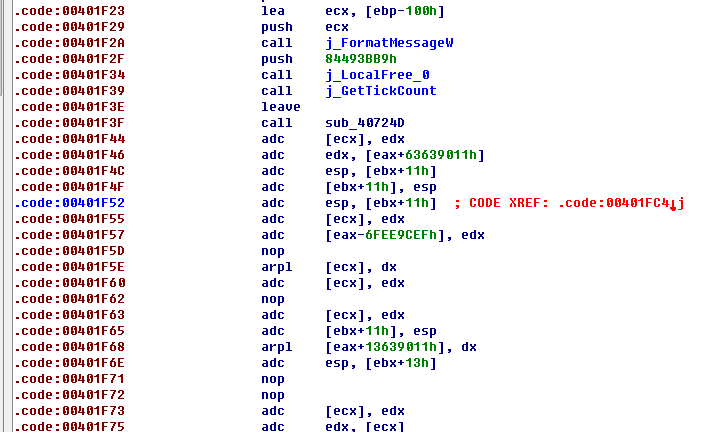 .code:00401F23 lea ecx, [ebp-100h]
.code:00401F29 push ecx
.code:00401F2A call j_FormatMessageW
.code:00401F2F push 84493BB9h
.code:00401F34 call j_LocalFree_0
.code:00401F39 call j_GetTickCount
.code:00401F3E leave
.code:00401F3F call sub_40724D
.code:00401F44 adc [ecx], edx
.code:00401F46 adc edx, [eax+63639011h]
.code:00401F4C adc esp, [ebx+11h]
.code:00401F4F adc [ebx+11h], esp
.code:00401F52 adc esp, [ebx+11h] ; CODE XREF: .code:00401FC4↓j
.code:00401F55 adc [ecx], edx
.code:00401F57 adc [eax-6FEE9CEFh], edx
.code:00401F5D nop
.code:00401F5E arpl [ecx], dx
.code:00401F60 adc [ecx], edx
.code:00401F62 nop
.code:00401F63 adc [ecx], edx
.code:00401F65 adc [ebx+11h], esp
.code:00401F68 arpl [eax+13639011h], dx
.code:00401F6E adc esp, [ebx+13h]
.code:00401F71 nop
.code:00401F72 nop
.code:00401F73 adc [ecx], edx
.code:00401F75 adc edx, [ecx]